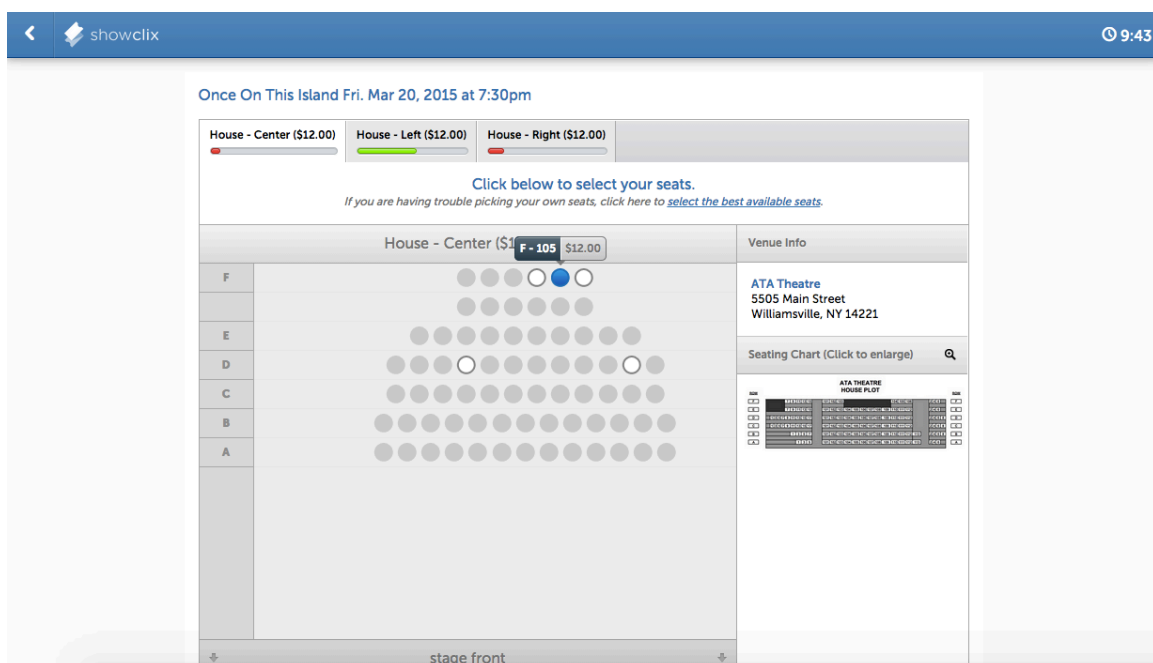 showclix
9:43
Once On This Island Fri. Mar 20, 2015 at 7:30pm
House - Center ($12.00)
House - Left ($12.00)
House - Right ($12.00)
Click below to select your seats.
If you are having trouble picking your own seats, click here to select the best available seats.
House - Center ($1
F - 105
$12.00
F
E
D
C
B
A
stage front
Venue Info
ATA Theatre
5505 Main Street
Williamsville, NY 14221
Seating Chart (Click to enlarge)
ATA THEATRE
HOUSE PLOT